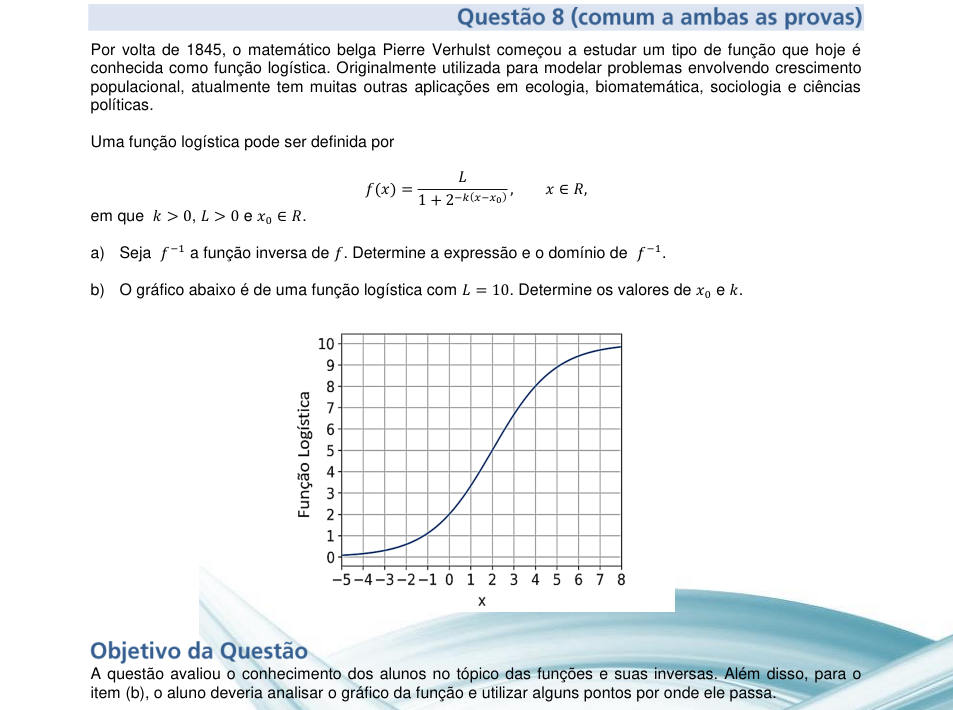 Questão 8 (comum a ambas as provas)
Por volta de 1845, o matemático belga Pierre Verhulst começou a estudar um tipo de função que hoje é
conhecida como função logística. Originalmente utilizada para modelar problemas envolvendo crescimento
populacional, atualmente tem muitas outras aplicações em ecologia, biomatemática, sociologia e ciências
políticas.
Uma função logística pode ser definida por
f(x) = L / (1 + 2^{-k(x-x₀)}), x ∈ R,
em que k > 0, L > 0 e x₀ ∈ R.
a) Seja f⁻¹ a função inversa de f. Determine a expressão e o domínio de f⁻¹.
b) O gráfico abaixo é de uma função logística com L = 10. Determine os valores de x₀ e k.
Função Logística
10
9
8
7
6
5
4
3
2
1
0
−5 −4 −3 −2 −1 0 1 2 3 4 5 6 7 8
x
Objetivo da Questão
A questão avaliou o conhecimento dos alunos no tópico das funções e suas inversas. Além disso, para o
item (b), o aluno deveria analisar o gráfico da função e utilizar alguns pontos por onde ele passa.